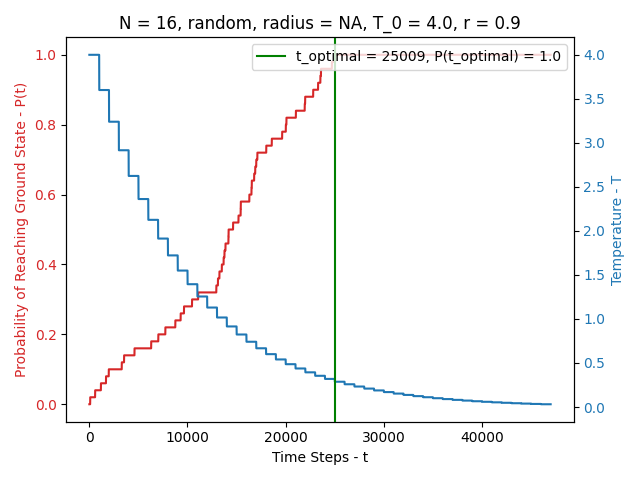 N = 16, random, radius = NA, T_0 = 4.0, r = 0.9
t_optimal = 25009, P(t_optimal) = 1.0
Probability of Reaching Ground State - P(t)
1.0
0.8
0.6
0.4
0.2
0.0
4.0
3.5
3.0
2.5
2.0
1.5
1.0
0.5
0.0
Temperature - T
0 10000 20000 30000 40000
Time Steps - t